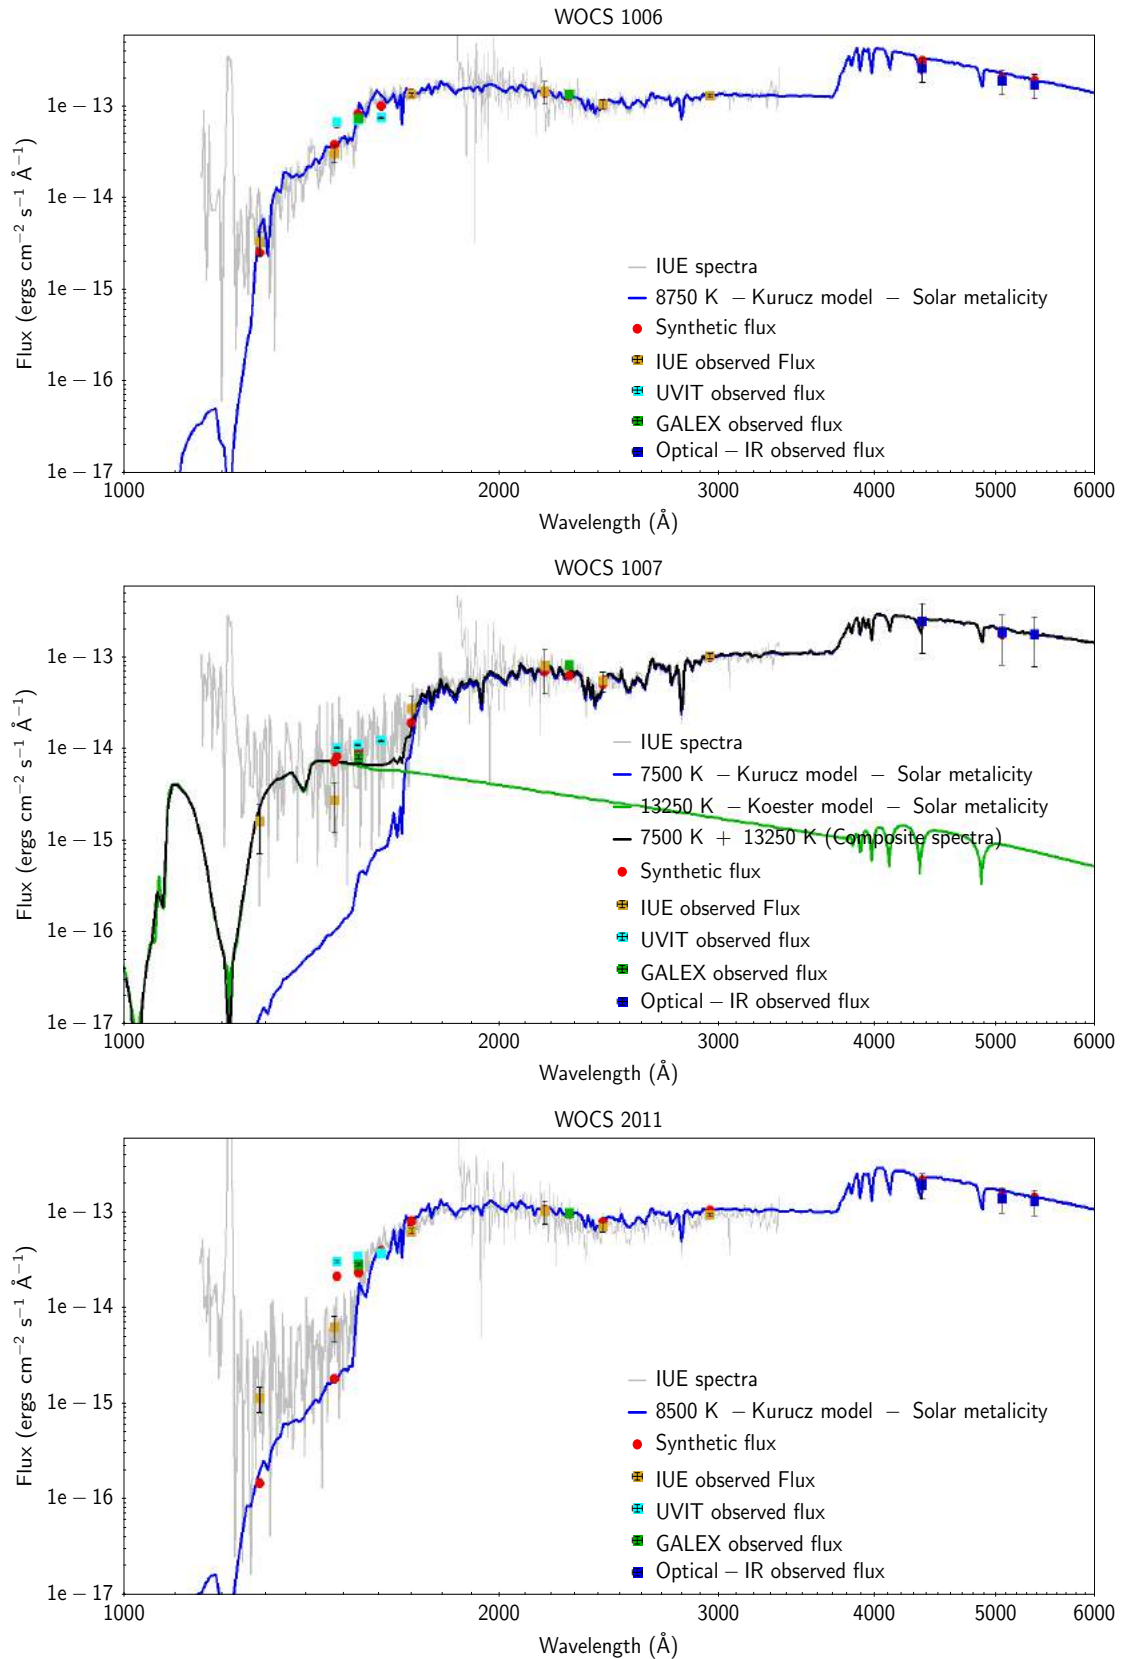 WOCS 1006
1e − 13
1e − 14
1e − 15
1e − 16
1e − 17
Flux (ergs cm−2 s−1 Å−1)
IUE spectra
8750 K − Kurucz model − Solar metalicity
Synthetic flux
IUE observed Flux
UVIT observed flux
GALEX observed flux
Optical − IR observed flux
1000 2000 3000 4000 5000 6000
Wavelength (Å)
WOCS 1007
1e − 13
1e − 14
1e − 15
1e − 16
1e − 17
Flux (ergs cm−2 s−1 Å−1)
IUE spectra
7500 K − Kurucz model − Solar metalicity
13250 K − Koester model − Solar metalicity
7500 K + 13250 K (Composite spectra)
Synthetic flux
IUE observed Flux
UVIT observed flux
GALEX observed flux
Optical − IR observed flux
1000 2000 3000 4000 5000 6000
Wavelength (Å)
WOCS 2011
1e − 13
1e − 14
1e − 15
1e − 16
1e − 17
Flux (ergs cm−2 s−1 Å−1)
IUE spectra
8500 K − Kurucz model − Solar metalicity
Synthetic flux
IUE observed Flux
UVIT observed flux
GALEX observed flux
Optical − IR observed flux
1000 2000 3000 4000 5000 6000
Wavelength (Å)